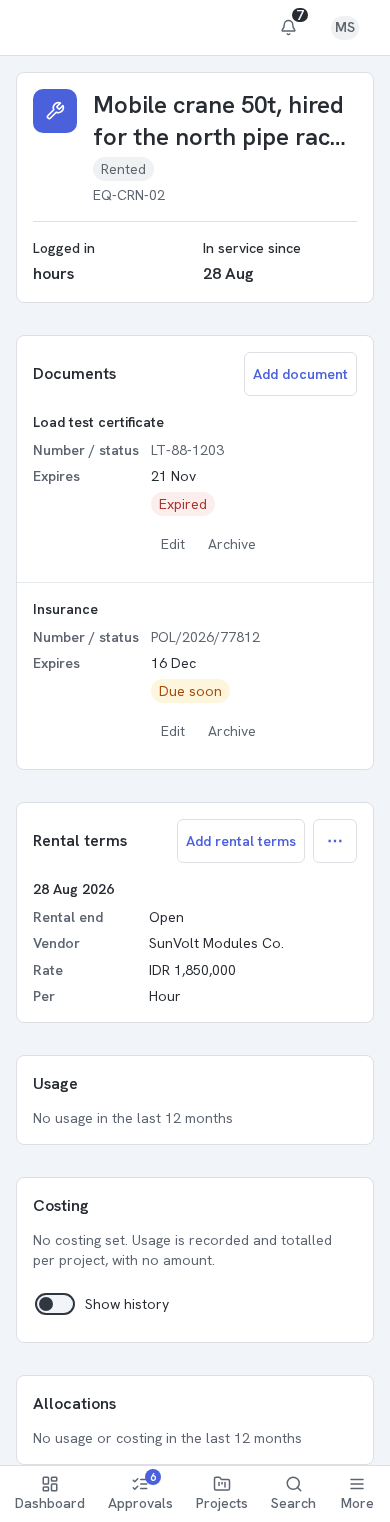 7
MS
Mobile crane 50t, hired
for the north pipe rac...
Rented
EQ-CRN-02
Logged in
In service since
hours
28 Aug
Documents
Add document
Load test certificate
Number / status LT-88-1203
Expires 21 Nov
Expired
Edit Archive
Insurance
Number / status POL/2026/77812
Expires 16 Dec
Due soon
Edit Archive
Rental terms
Add rental terms
...
28 Aug 2026
Rental end Open
Vendor SunVolt Modules Co.
Rate IDR 1,850,000
Per Hour
Usage
No usage in the last 12 months
Costing
No costing set. Usage is recorded and totalled
per project, with no amount.
Show history
Allocations
No usage or costing in the last 12 months
6
Dashboard Approvals Projects Search More